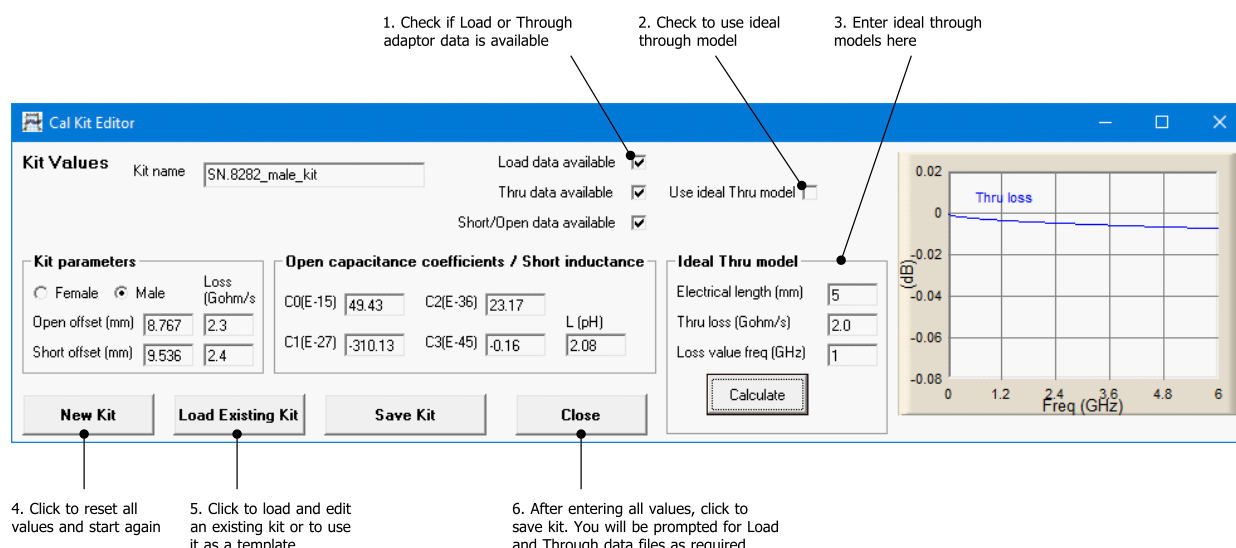 1. Check if Load or Through
adaptor data is available
2. Check to use ideal
through model
3. Enter ideal through
models here
Cal Kit Editor
Kit Values
Kit name
SN.8282_male_kit
Load data available
Thru data available
Short/Open data available
Use ideal Thru model
Kit parameters
Female
Male
Loss
(Gohm/s
Open offset (mm)
8.767
2.3
Short offset (mm)
9.536
2.4
Open capacitance coefficients / Short inductance
C0(E-15)
49.43
C2(E-36)
23.17
C1(E-27)
-310.13
C3(E-45)
-0.16
L (pH)
2.08
Ideal Thru model
Electrical length (mm)
5
Thru loss (Gohm/s)
2.0
Loss value freq (GHz)
1
Calculate
New Kit
Load Existing Kit
Save Kit
Close
0.02
0
-0.02
-0.04
-0.06
-0.08
(dB)
Thru loss
0
1.2
2.4
3.6
4.8
6
Freq (GHz)
4. Click to reset all
values and start again
5. Click to load and edit
an existing kit or to use
it as a template
6. After entering all values, click to
save kit. You will be prompted for Load
and Through data files as required